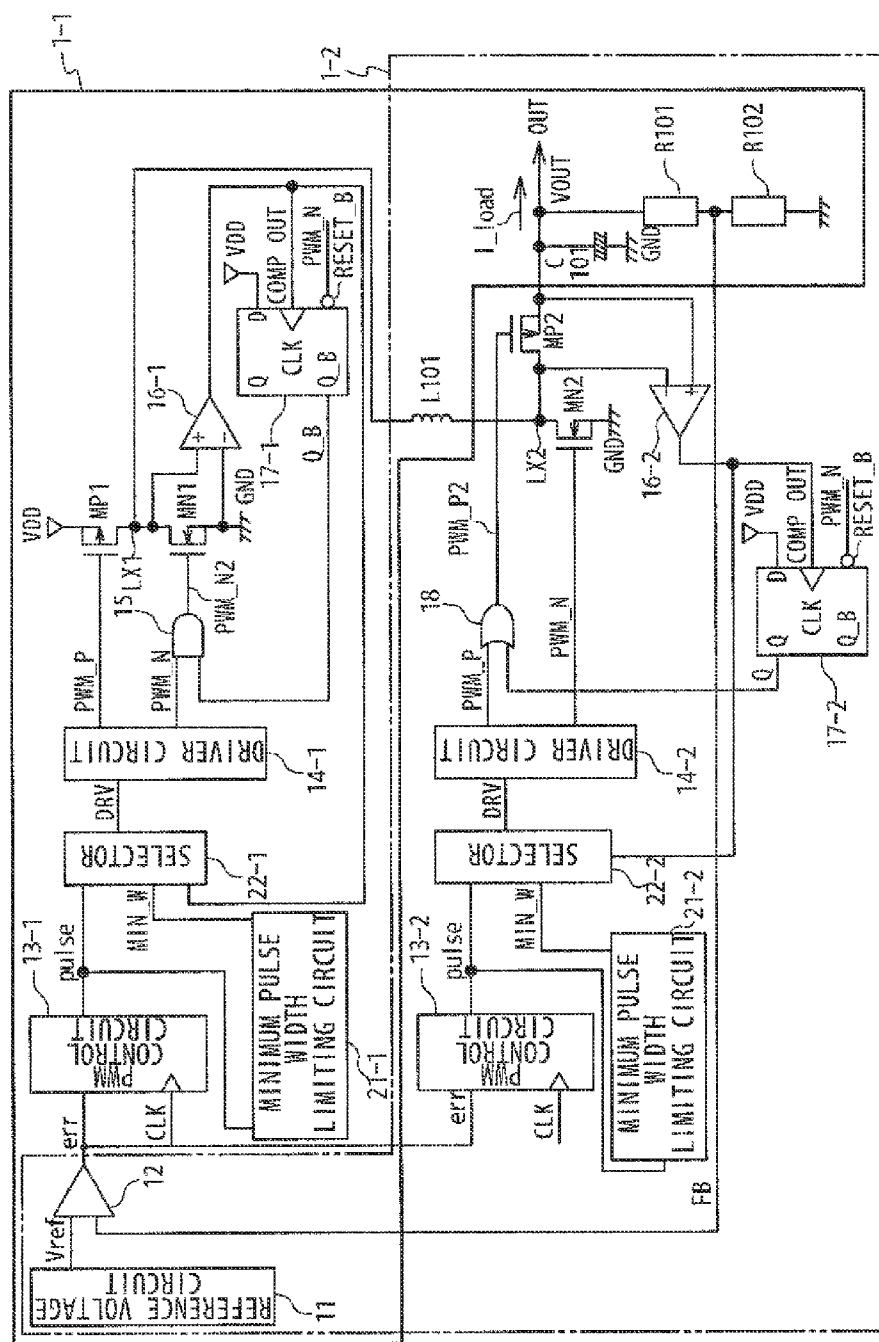 1-1
1-2
REFERENCE VOLTAGE
CIRCUIT
11
Vref
12
err
CLK
13-1
PWM
CONTROL
CIRCUIT
pulse
MINIMUM PULSE
WIDTH
LIMITING CIRCUIT
21-1
MIN_W
SELECTOR
22-1
DRV
DRIVER CIRCUIT
14-1
PWM_P
PWM_N
15
PWM_N2
VDD
MP1
LX1
MN1
GND
16-1
+
-
17-1
Q
D
CLK
Q_B
Q_B
VDD
COMP OUT
PWM_N
RESET_B
L101
err
CLK
13-2
PWM
CONTROL
CIRCUIT
pulse
MINIMUM PULSE
WIDTH
LIMITING CIRCUIT
21-2
MIN_W
SELECTOR
22-2
DRV
DRIVER CIRCUIT
14-2
PWM_P
PWM_N
18
PWM_P2
LX2
MN2
GND
MP2
C
101
GND
I_load
VOUT
OUT
R101
R102
16-2
-
+
FB
17-2
Q
Q
D
CLK
Q_B
VDD
COMP OUT
PWM_N
RESET_B